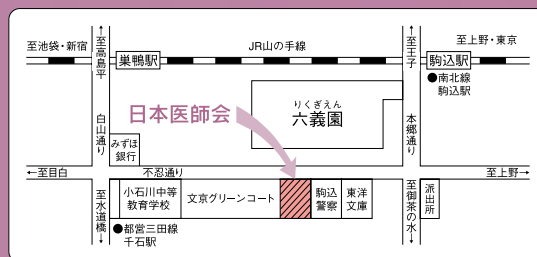 至池袋・新宿
←至高島平
巣鴨駅
JR山の手線
←至王子
駒込駅
至上野・東京
●南北線
駒込駅
日本医師会
りくぎえん
六義園
白山通り
みずほ
銀行
本郷通り
←至目白
不忍通り
至上野→
至水道橋→
小石川中等
教育学校
文京グリーンコート
駒込
警察
東洋
文庫
至御茶の水→
派出所
●都営三田線
千石駅